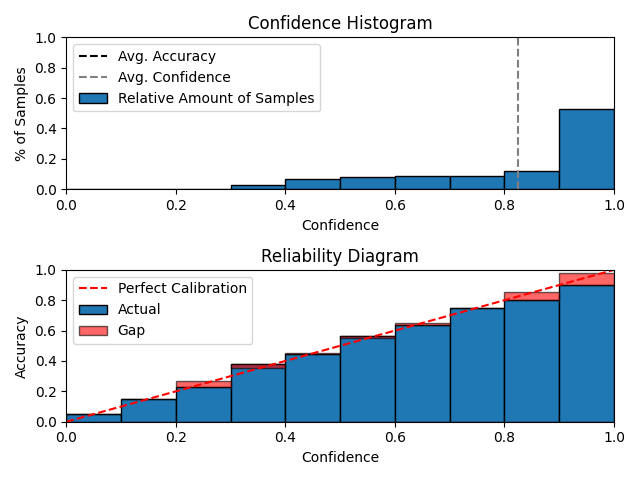 Confidence Histogram
1.0
0.8
0.6
0.4
0.2
0.0
% of Samples
Avg. Accuracy
Avg. Confidence
Relative Amount of Samples
0.0 0.2 0.4 0.6 0.8 1.0
Confidence
Reliability Diagram
1.0
0.8
0.6
0.4
0.2
0.0
Accuracy
Perfect Calibration
Actual
Gap
0.0 0.2 0.4 0.6 0.8 1.0
Confidence